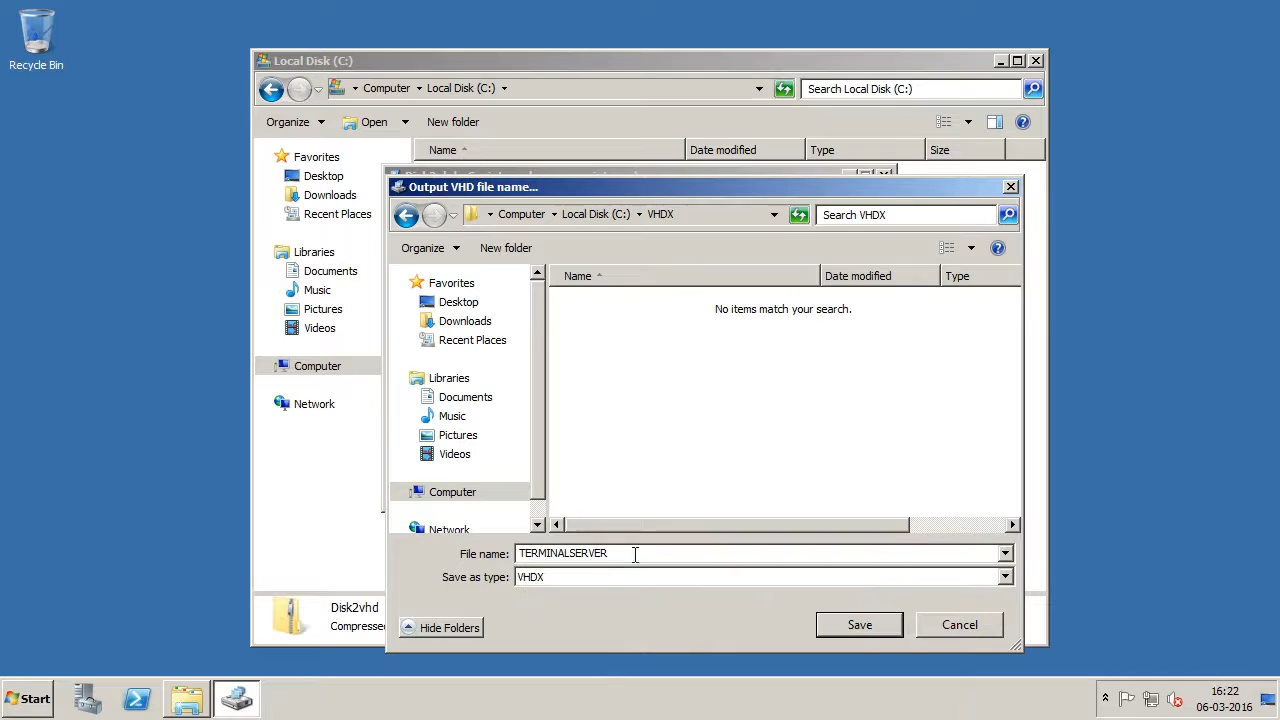 Recycle Bin
Local Disk (C:)
Computer Local Disk (C:)
Search Local Disk (C:)
Organize Open New folder
Name Date modified Type Size
Favorites
Desktop
Downloads
Recent Places
Libraries
Documents
Music
Pictures
Videos
Computer
Network
Disk2vhd
Compresse
Output VHD file name...
Computer Local Disk (C:) VHDX
Search VHDX
Organize New folder
Name Date modified Type
Favorites
Desktop
Downloads
Recent Places
Libraries
Documents
Music
Pictures
Videos
Computer
Network
No items match your search.
File name: TERMINALSERVER
Save as type: VHDX
Hide Folders Save Cancel
Start
16:22
06-03-2016